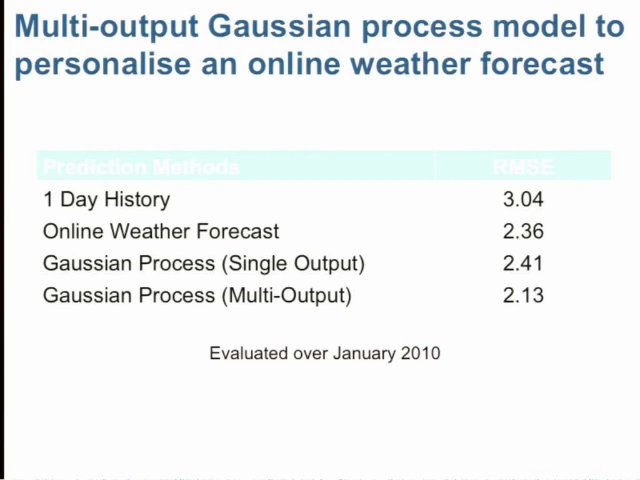 Multi-output Gaussian process model to
personalise an online weather forecast
Prediction Methods RMSE
1 Day History 3.04
Online Weather Forecast 2.36
Gaussian Process (Single Output) 2.41
Gaussian Process (Multi-Output) 2.13
Evaluated over January 2010